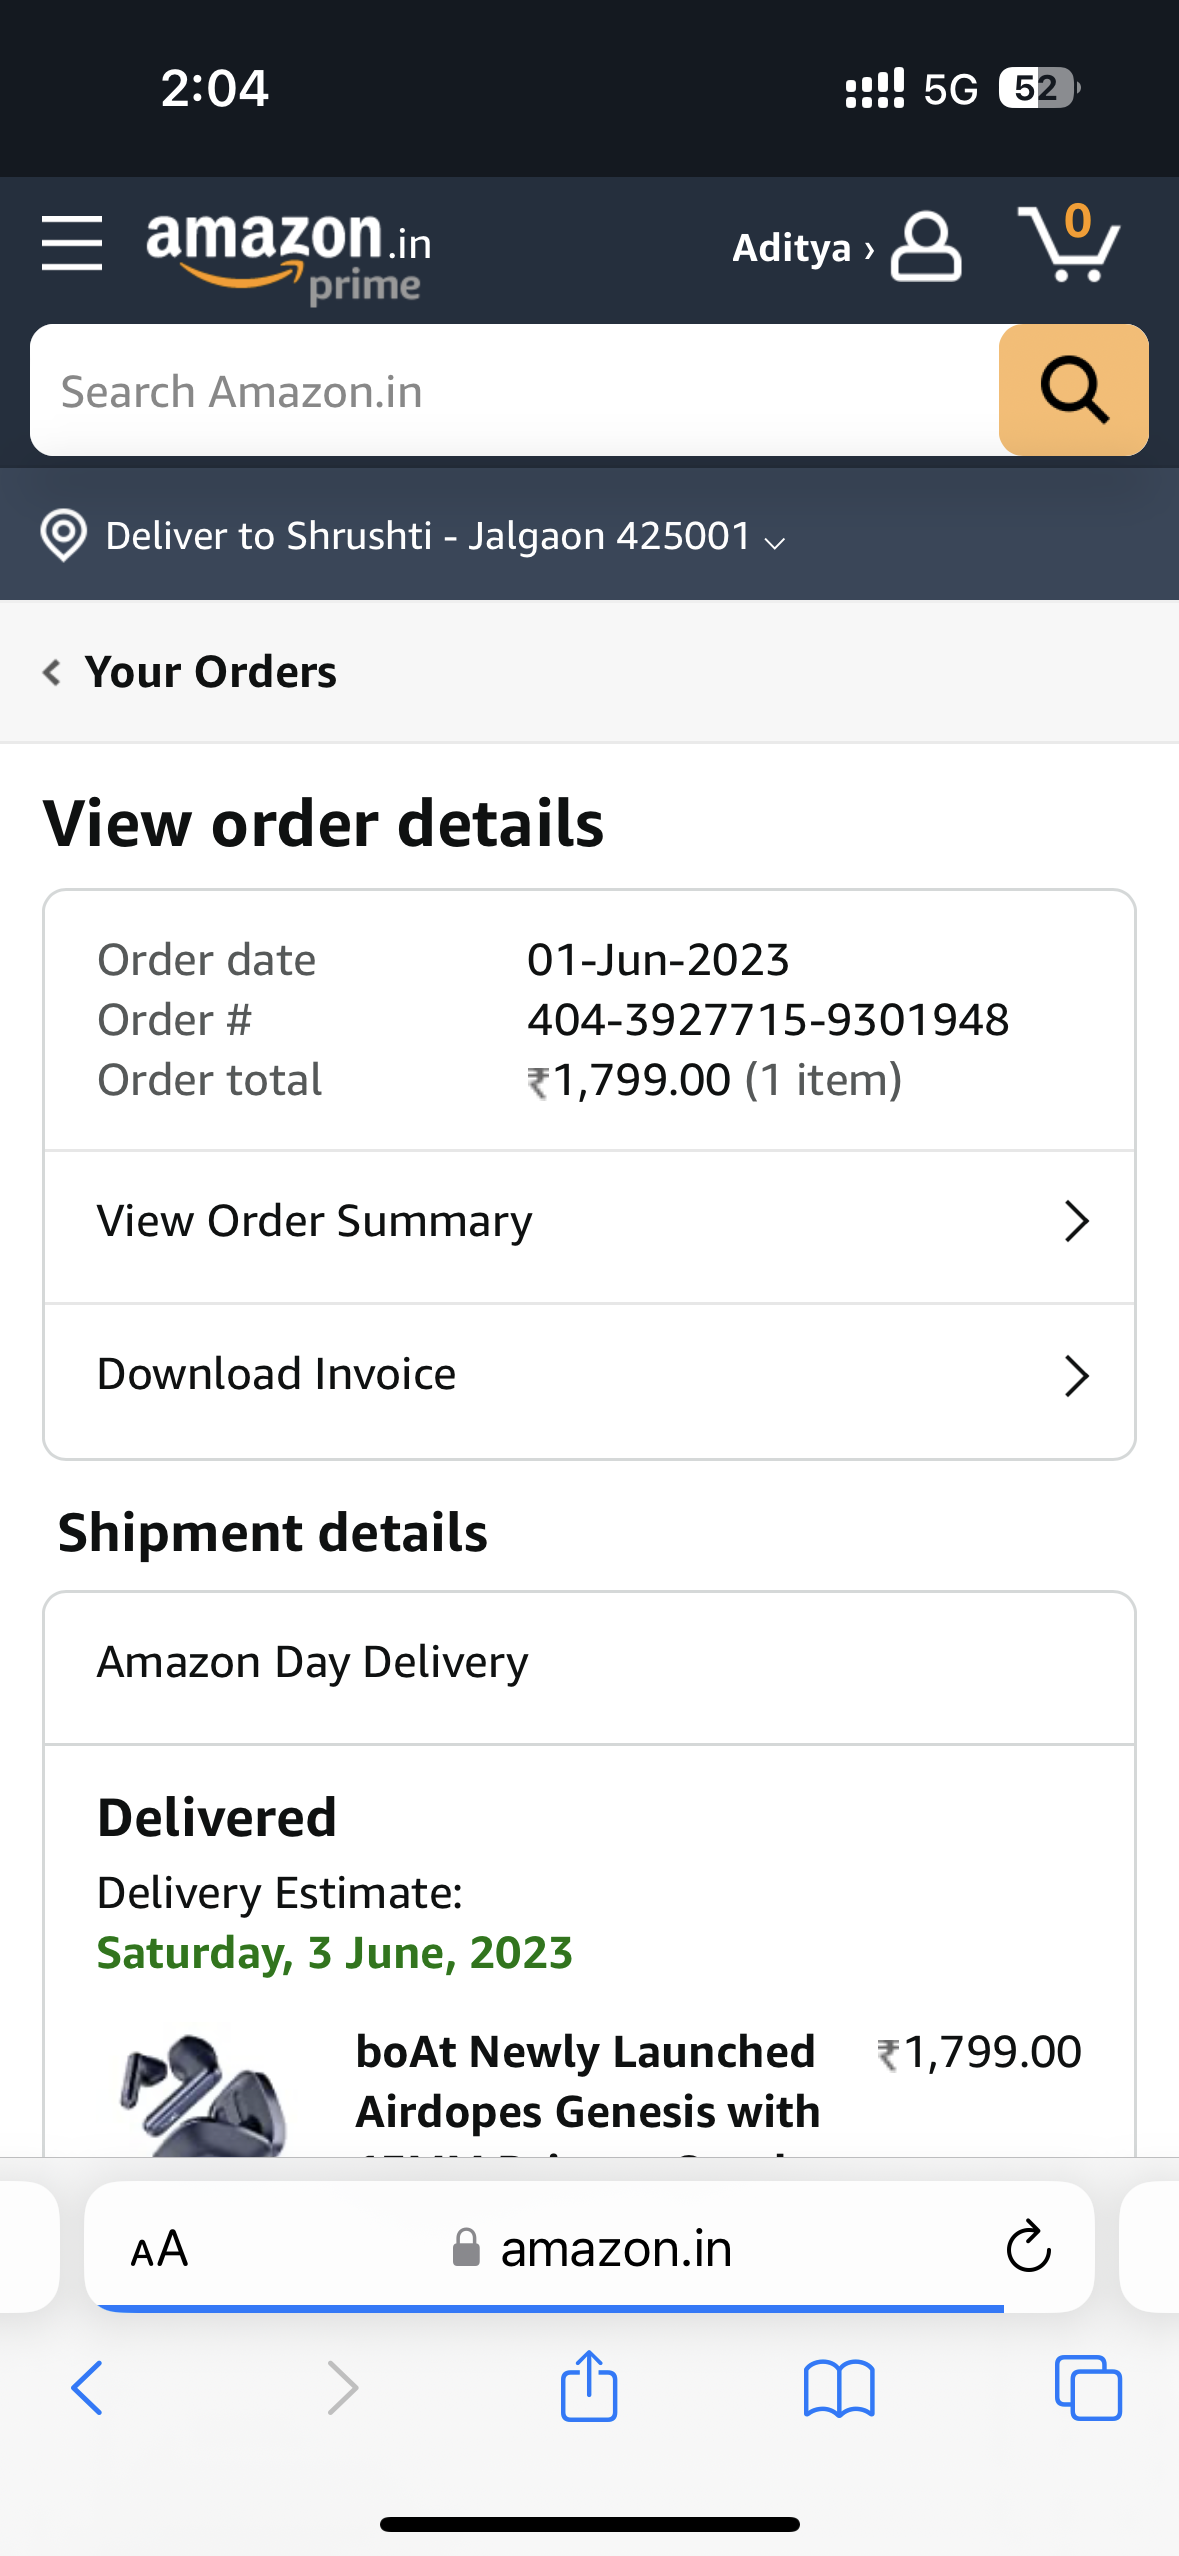 2:04
5G 52
amazon.in
prime
Aditya ›
0
Search Amazon.in
Deliver to Shrushti - Jalgaon 425001
Your Orders
View order details
Order date 01-Jun-2023
Order # 404-3927715-9301948
Order total ₹1,799.00 (1 item)
View Order Summary
Download Invoice
Shipment details
Amazon Day Delivery
Delivered
Delivery Estimate:
Saturday, 3 June, 2023
boAt Newly Launched ₹1,799.00
Airdopes Genesis with
AA amazon.in